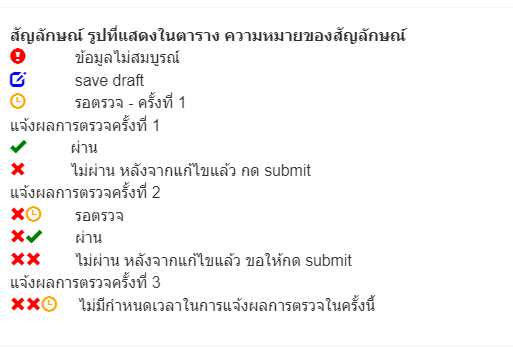 สัญลักษณ์ รูปที่แสดงในตาราง ความหมายของสัญลักษณ์
ข้อมูลไม่สมบูรณ์
save draft
รอตรวจ - ครั้งที่ 1
แจ้งผลการตรวจครั้งที่ 1
ผ่าน
ไม่ผ่าน หลังจากแก้ไขแล้ว กด submit
แจ้งผลการตรวจครั้งที่ 2
รอตรวจ
ผ่าน
ไม่ผ่าน หลังจากแก้ไขแล้ว ขอให้กด submit
แจ้งผลการตรวจครั้งที่ 3
ไม่มีกำหนดเวลาในการแจ้งผลการตรวจในครั้งนี้